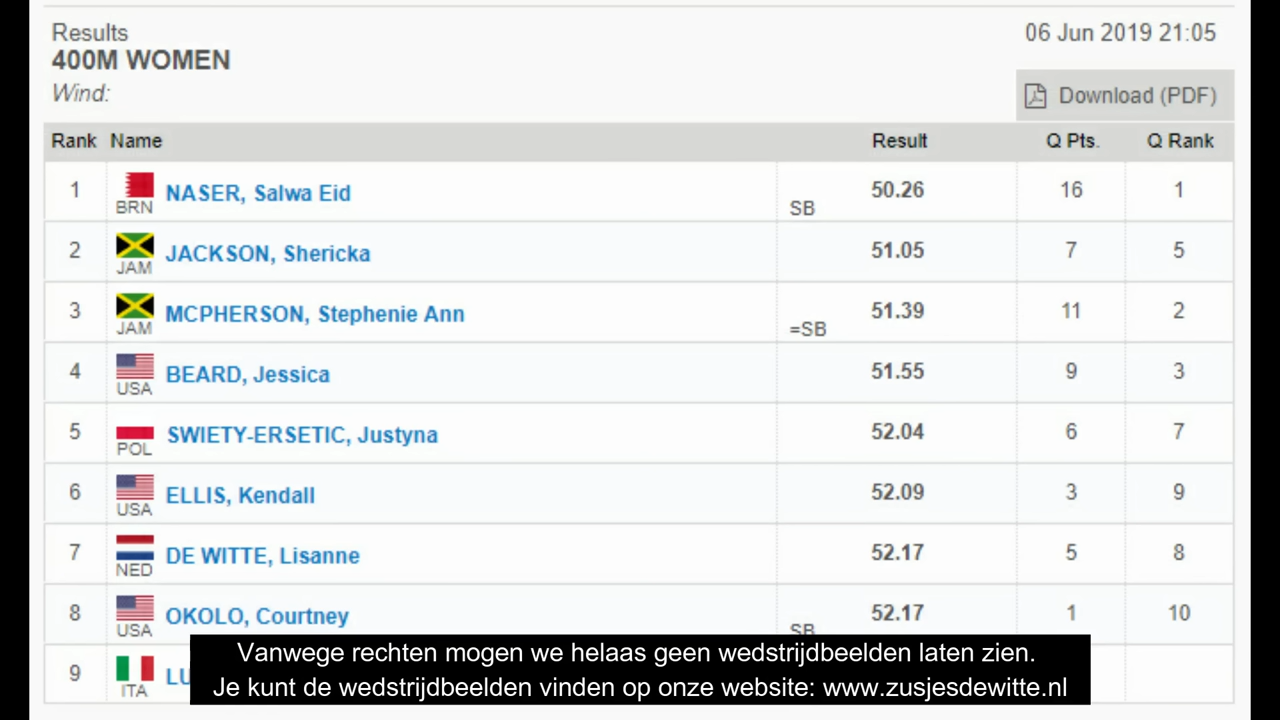 Results
06 Jun 2019 21:05
400M WOMEN
Wind:
Download (PDF)
Rank Name Result Q Pts. Q Rank
1 BRN NASER, Salwa Eid SB 50.26 16 1
2 JAM JACKSON, Shericka 51.05 7 5
3 JAM MCPHERSON, Stephenie Ann =SB 51.39 11 2
4 USA BEARD, Jessica 51.55 9 3
5 POL SWIETY-ERSETIC, Justyna 52.04 6 7
6 USA ELLIS, Kendall 52.09 3 9
7 NED DE WITTE, Lisanne 52.17 5 8
8 USA OKOLO, Courtney SB 52.17 1 10
9 ITA
Vanwege rechten mogen we helaas geen wedstrijdbeelden laten zien.
Je kunt de wedstrijdbeelden vinden op onze website: www.zusjesdewitte.nl